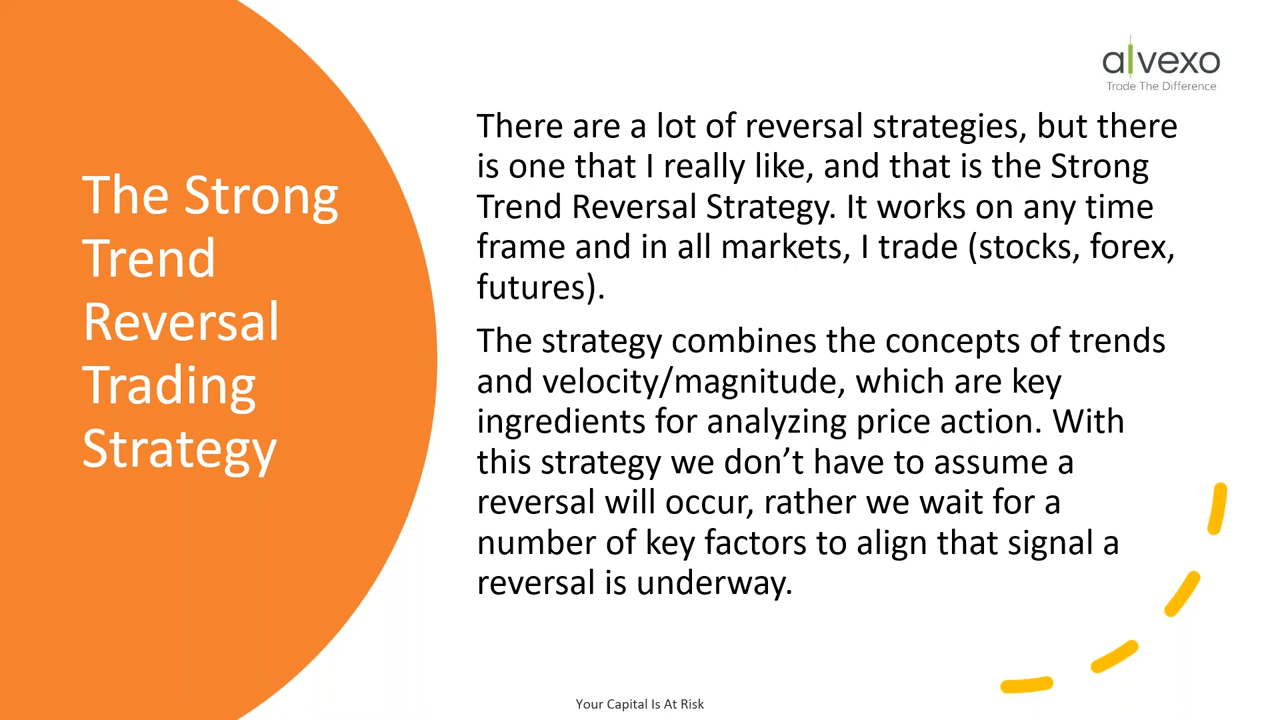 alvexo
Trade The Difference
The Strong
Trend
Reversal
Trading
Strategy
There are a lot of reversal strategies, but there
is one that I really like, and that is the Strong
Trend Reversal Strategy. It works on any time
frame and in all markets, I trade (stocks, forex,
futures).
The strategy combines the concepts of trends
and velocity/magnitude, which are key
ingredients for analyzing price action. With
this strategy we don’t have to assume a
reversal will occur, rather we wait for a
number of key factors to align that signal a
reversal is underway.
Your Capital Is At Risk